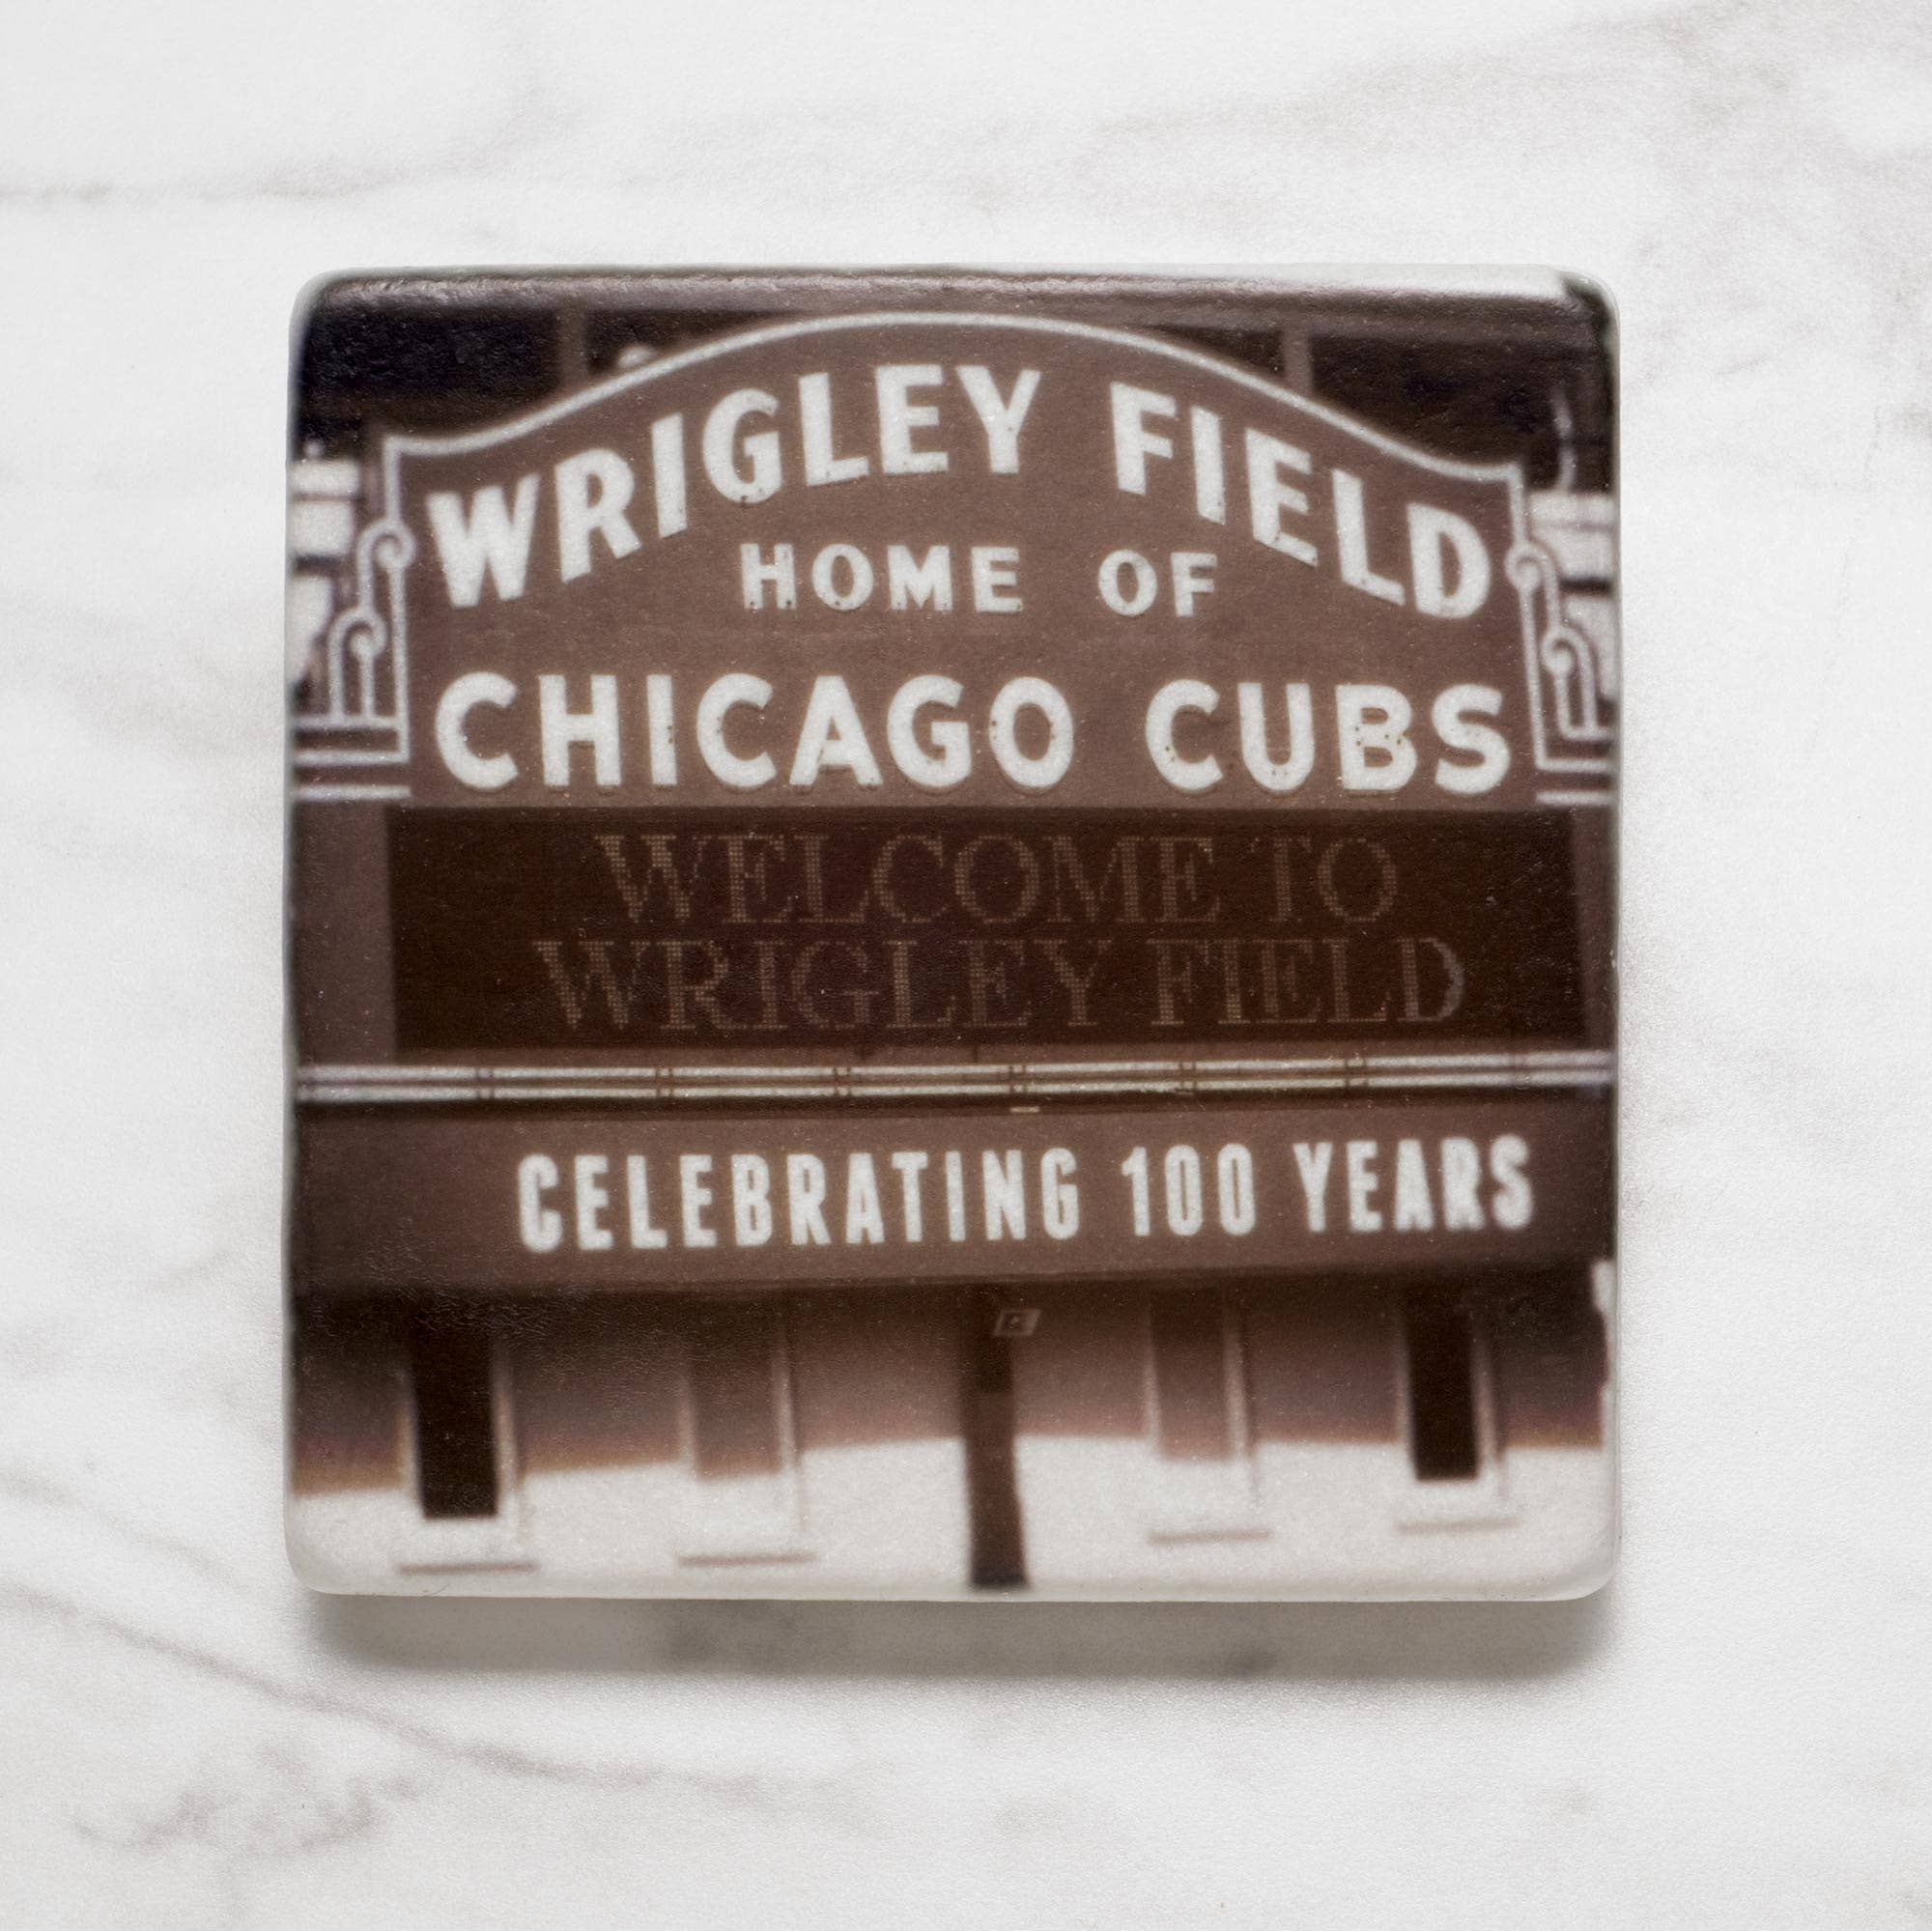 WRIGLEY FIELD
HOME OF
CHICAGO CUBS
WELCOME TO
WRIGLEY FIELD
CELEBRATING 100 YEARS